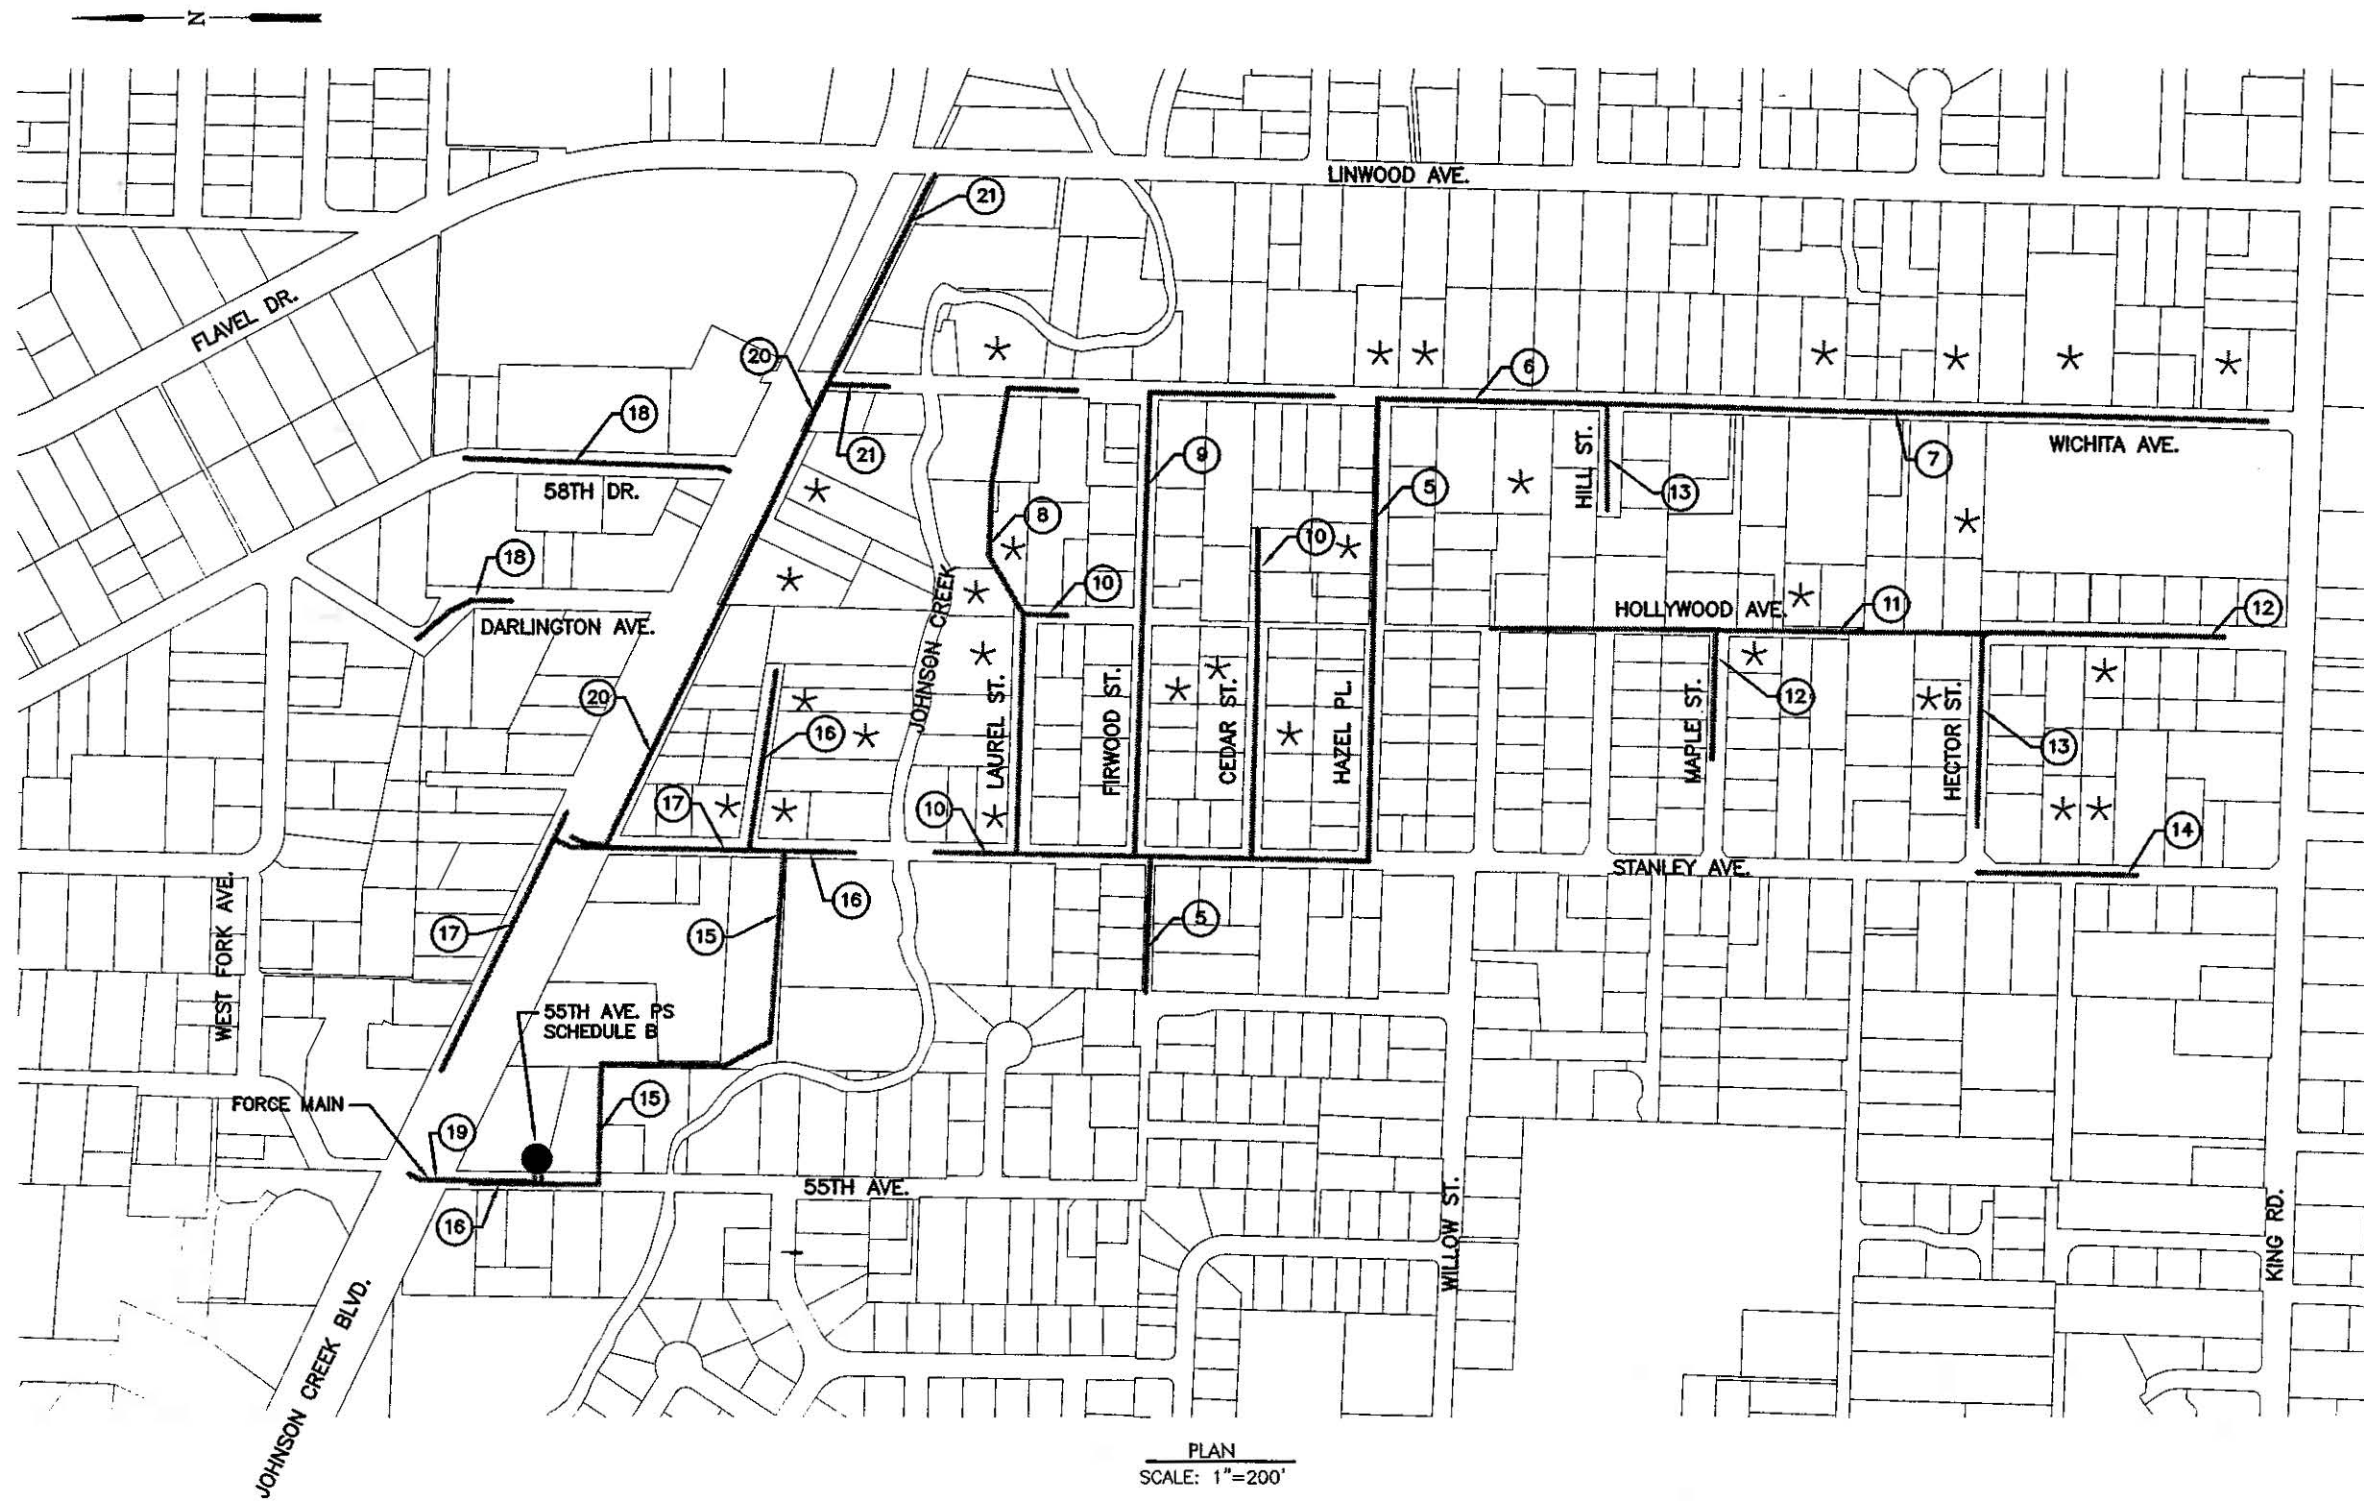 N
LINWOOD AVE.
21
FLAVEL DR.
20
6
18
21
9
HILL ST.
WICHITA AVE.
7
58TH DR.
5
13
8
10
18
10
HOLLYWOOD AVE.
11
12
DARLINGTON AVE.
JOHNSON CREEK
20
16
LAUREL ST.
FIRWOOD ST.
CEDAR ST.
HAZEL PL.
MAPLE ST.
12
HECTOR ST.
13
17
10
14
STANLEY AVE.
16
WEST FORK AVE.
17
15
5
55TH AVE. PS
SCHEDULE B
FORCE MAIN
15
19
55TH AVE.
16
WILLOW ST.
KING RD.
JOHNSON CREEK BLVD.
PLAN
SCALE: 1"=200'